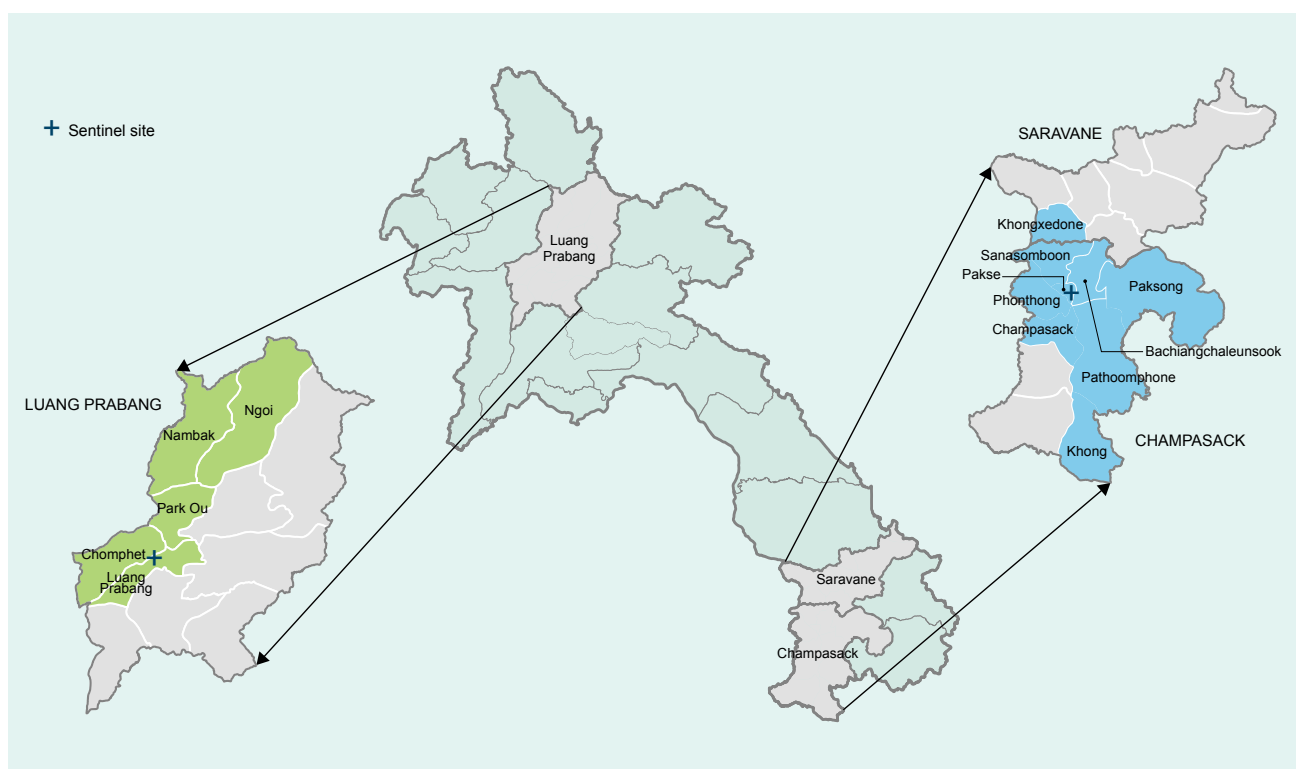 Sentinel site
LUANG PRABANG
Ngoi
Nambak
Park Ou
Chomphet
Luang
Prabang
Luang
Prabang
Saravane
Champasack
SARAVANE
Khongxedone
Sanasomboon
Pakse
Paksong
Phonthong
Champasack
Bachiangchaleunsook
Pathoomphone
CHAMPASACK
Khong